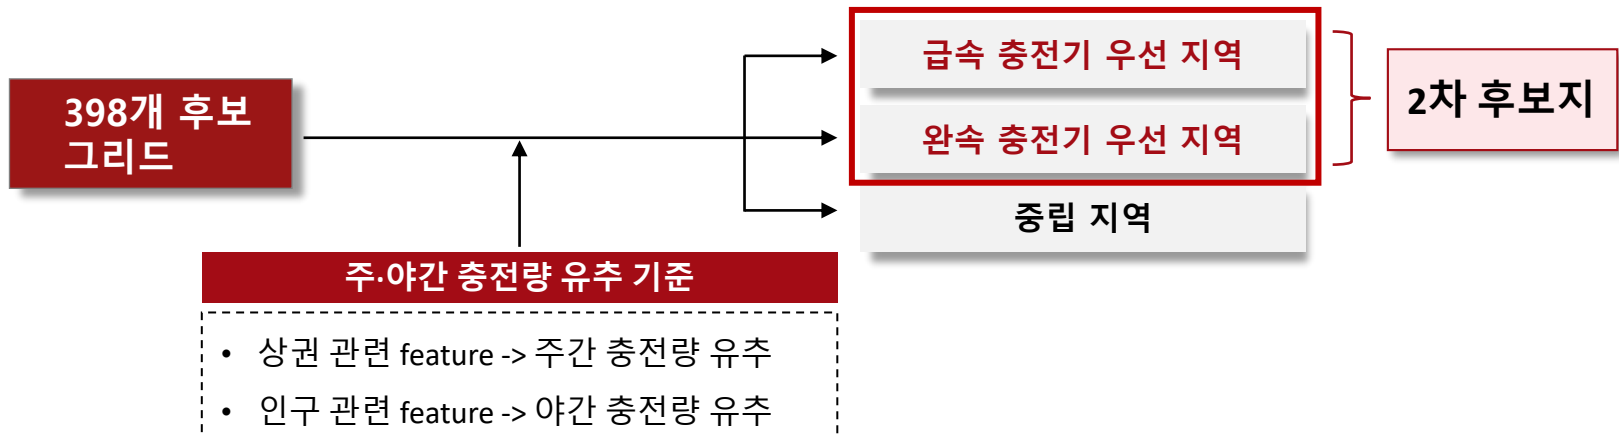 398개 후보
그리드
급속 충전기 우선 지역
완속 충전기 우선 지역
중립 지역
2차 후보지
주·야간 충전량 유추 기준
• 상권 관련 feature -> 주간 충전량 유추
• 인구 관련 feature -> 야간 충전량 유추